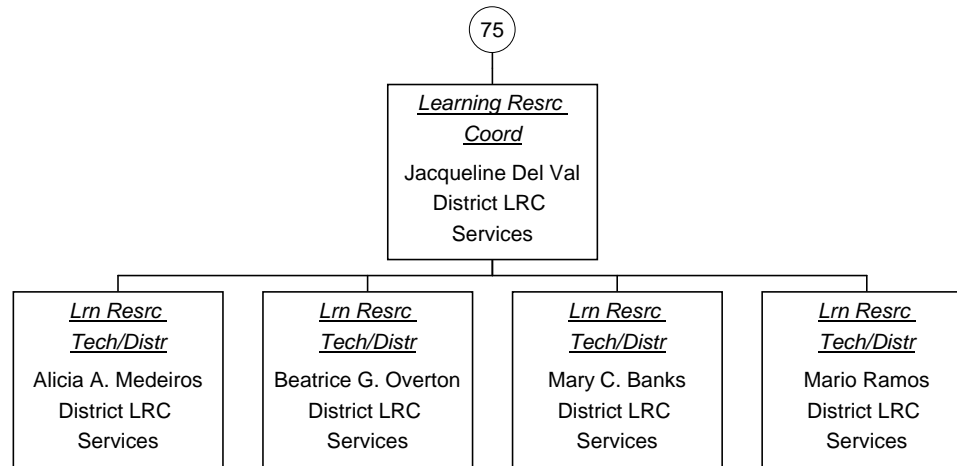 75
Learning Resrc
Coord
Jacqueline Del Val
District LRC
Services
Lrn Resrc
Tech/Distr
Alicia A. Medeiros
District LRC
Services
Lrn Resrc
Tech/Distr
Beatrice G. Overton
District LRC
Services
Lrn Resrc
Tech/Distr
Mary C. Banks
District LRC
Services
Lrn Resrc
Tech/Distr
Mario Ramos
District LRC
Services